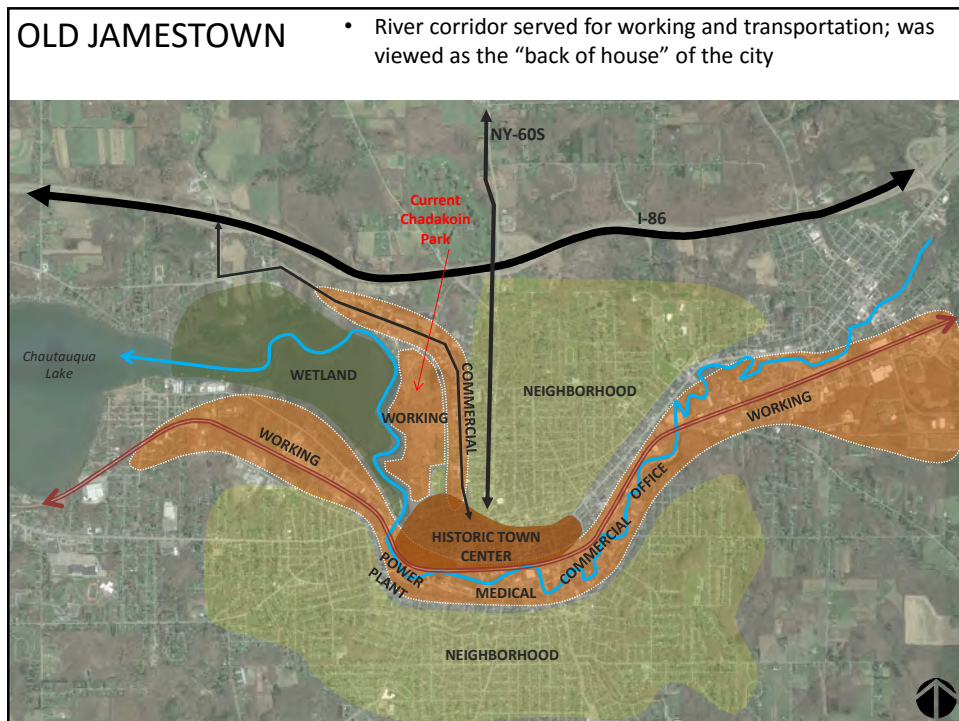 OLD JAMESTOWN
• River corridor served for working and transportation; was
viewed as the “back of house” of the city
NY-60S
Current
Chadakoin
Park
I-86
Chautauqua
Lake
WETLAND
COMMERCIAL
NEIGHBORHOOD
WORKING
WORKING
WORKING
OFFICE
HISTORIC TOWN
CENTER
COMMERCIAL
POWER
PLANT
MEDICAL
NEIGHBORHOOD